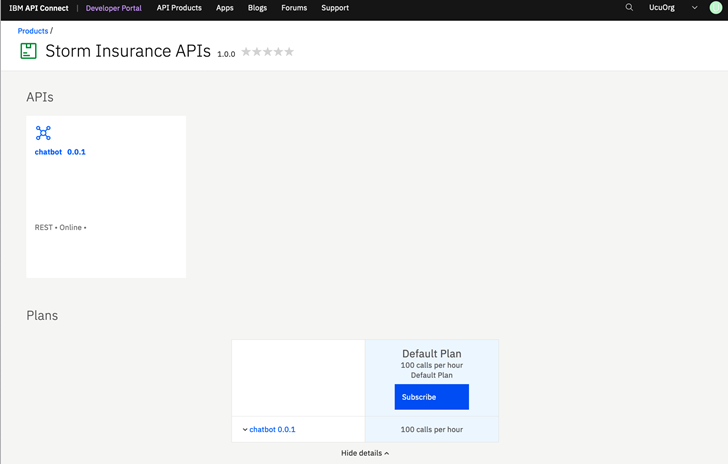 IBM API Connect | Developer Portal API Products Apps Blogs Forums Support UcuOrg
Products /
Storm Insurance APIs 1.0.0
APIs
chatbot 0.0.1
REST • Online •
Plans
Default Plan
100 calls per hour
Default Plan
Subscribe
chatbot 0.0.1 100 calls per hour
Hide details